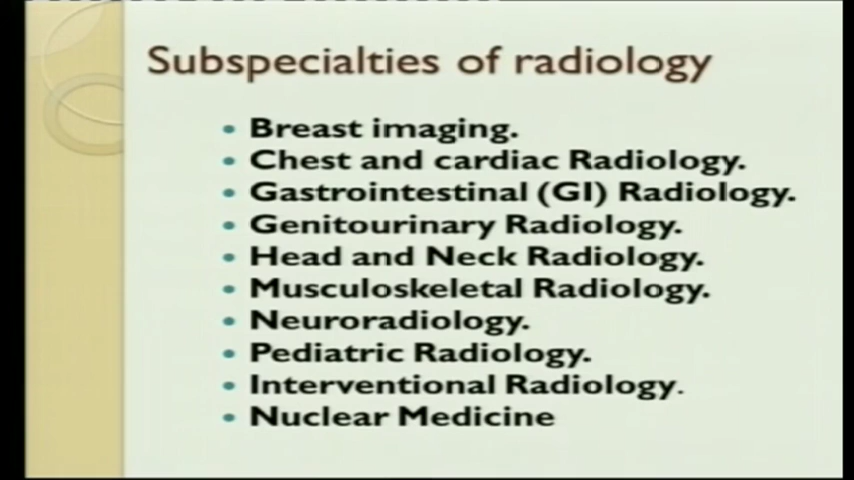 Subspecialties of radiology
• Breast imaging.
• Chest and cardiac Radiology.
• Gastrointestinal (GI) Radiology.
• Genitourinary Radiology.
• Head and Neck Radiology.
• Musculoskeletal Radiology.
• Neuroradiology.
• Pediatric Radiology.
• Interventional Radiology.
• Nuclear Medicine